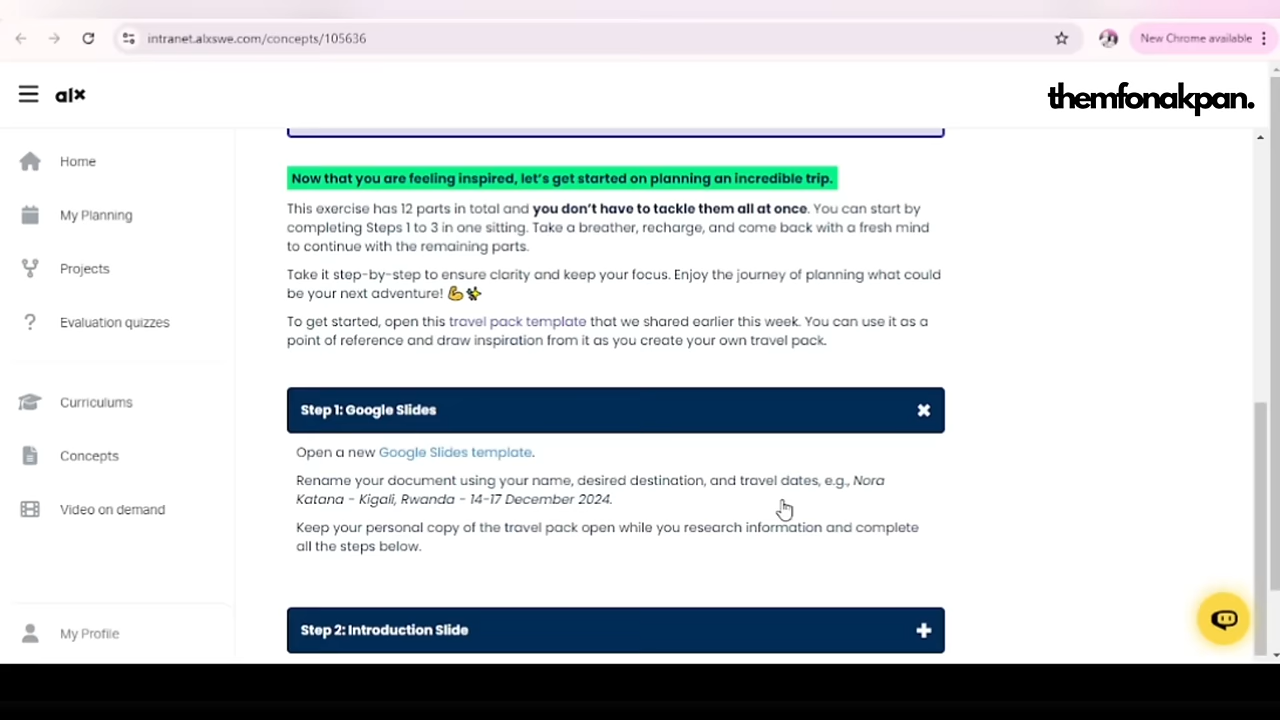 intranet.alxswe.com/concepts/105636
New Chrome available
alx
themfonakpan.
Home
My Planning
Projects
Evaluation quizzes
Curriculums
Concepts
Video on demand
My Profile
Now that you are feeling inspired, let's get started on planning an incredible trip.
This exercise has 12 parts in total and you don't have to tackle them all at once. You can start by
completing Steps 1 to 3 in one sitting. Take a breather, recharge, and come back with a fresh mind
to continue with the remaining parts.
Take it step-by-step to ensure clarity and keep your focus. Enjoy the journey of planning what could
be your next adventure! 💪✨
To get started, open this travel pack template that we shared earlier this week. You can use it as a
point of reference and draw inspiration from it as you create your own travel pack.
Step 1: Google Slides
Open a new Google Slides template.
Rename your document using your name, desired destination, and travel dates, e.g., Nora
Katana - Kigali, Rwanda - 14-17 December 2024.
Keep your personal copy of the travel pack open while you research information and complete
all the steps below.
Step 2: Introduction Slide